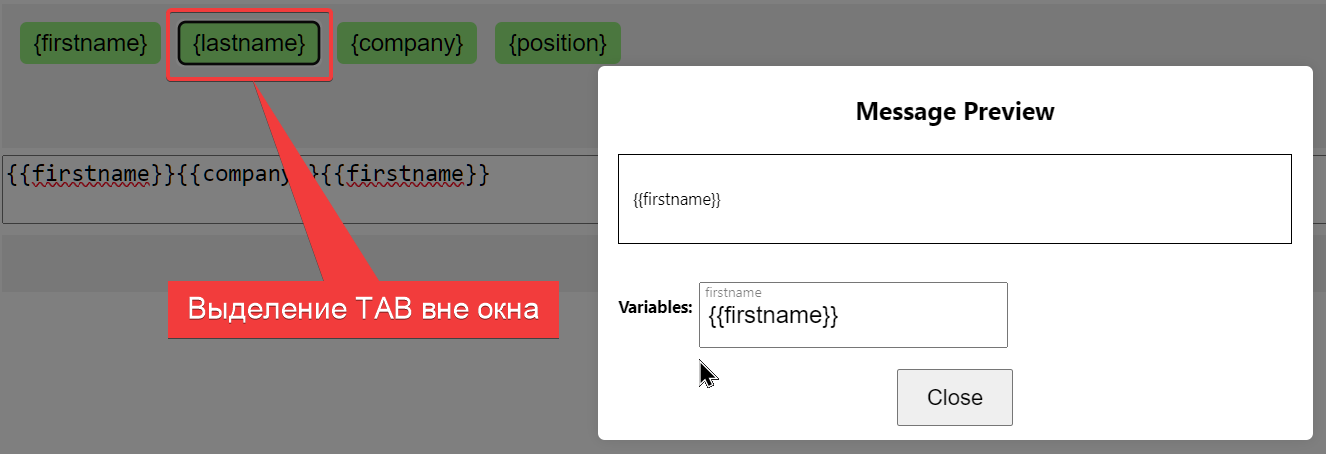 {firstname} {lastname} {company} {position}
Message Preview
{{firstname}}{{company}}{{firstname}}
{{firstname}}
Выделение TAB вне окна
Variables:
firstname
{{firstname}}
Close